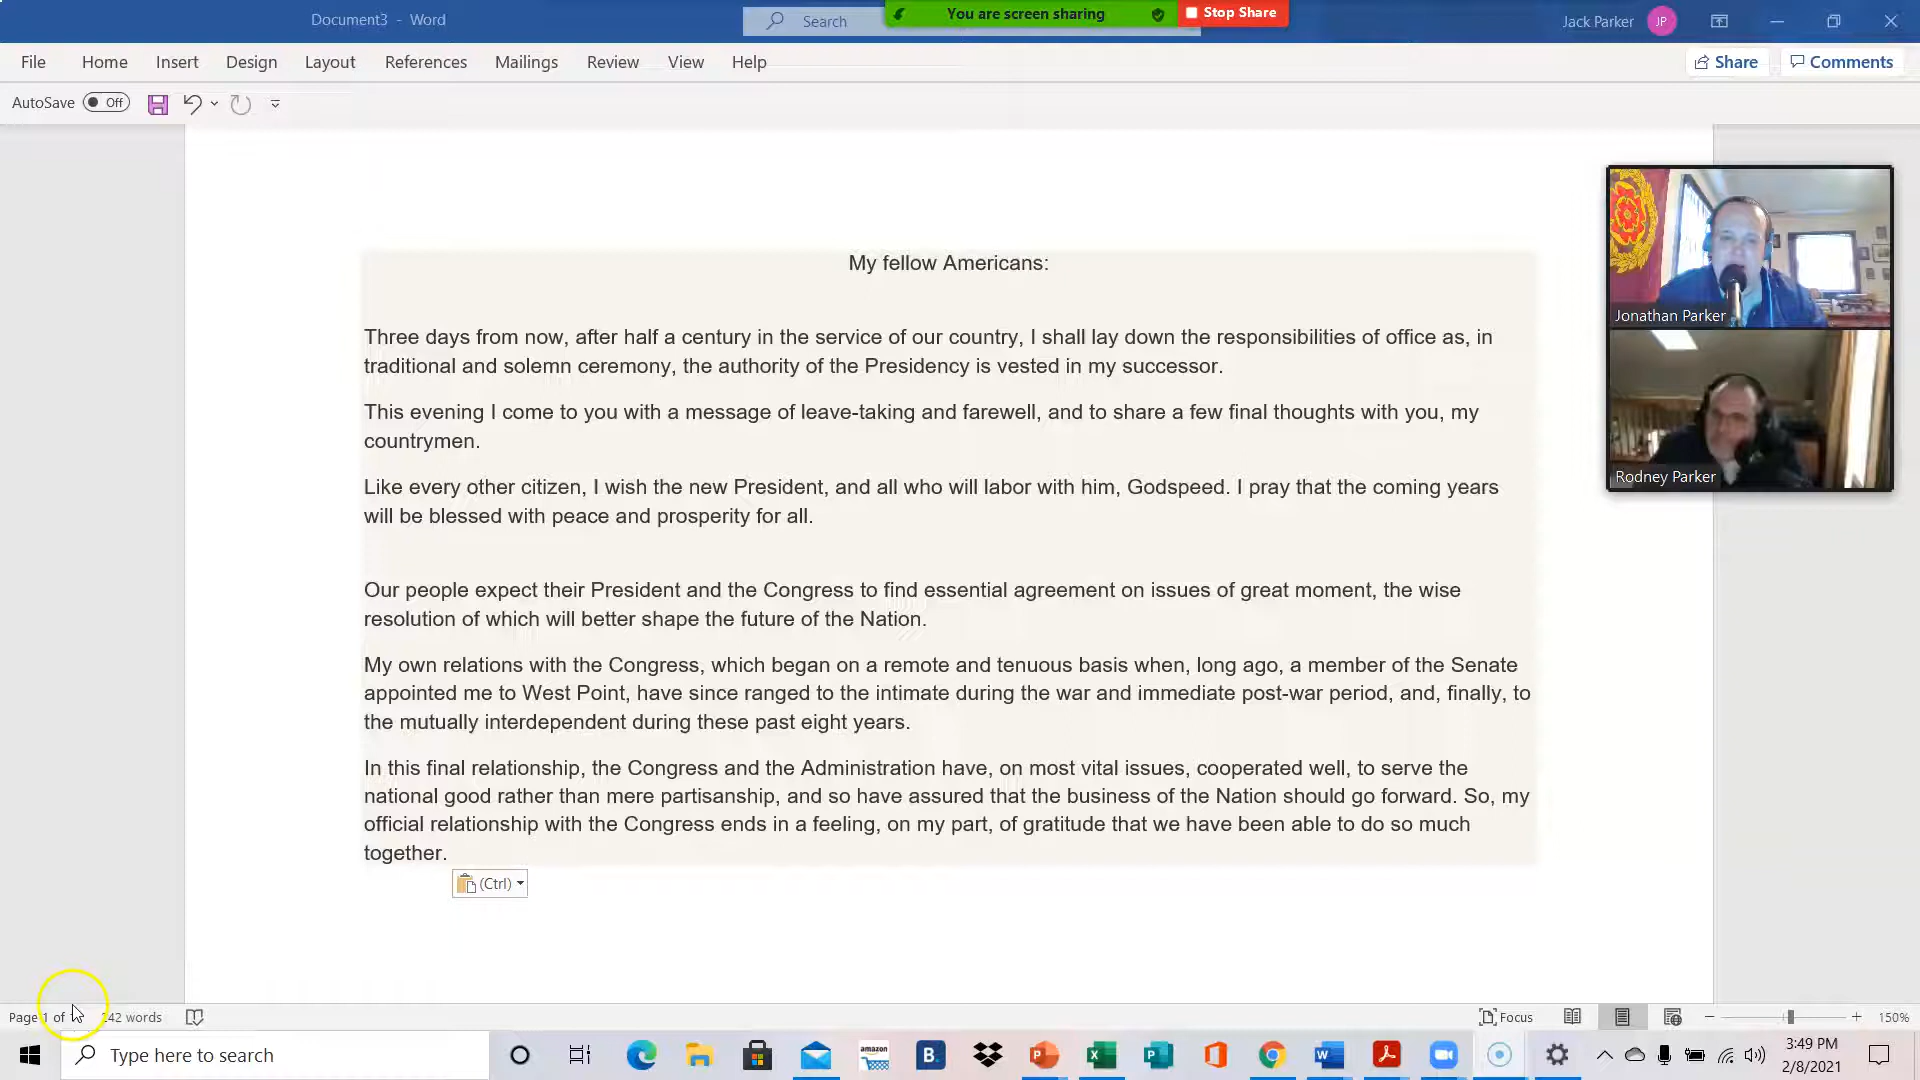 Document3 - Word
Search
You are screen sharing
Stop Share
Jack Parker
JP
File Home Insert Design Layout References Mailings Review View Help
Share
Comments
AutoSave Off
My fellow Americans:
Three days from now, after half a century in the service of our country, I shall lay down the responsibilities of office as, in
traditional and solemn ceremony, the authority of the Presidency is vested in my successor.
This evening I come to you with a message of leave-taking and farewell, and to share a few final thoughts with you, my
countrymen.
Like every other citizen, I wish the new President, and all who will labor with him, Godspeed. I pray that the coming years
will be blessed with peace and prosperity for all.
Our people expect their President and the Congress to find essential agreement on issues of great moment, the wise
resolution of which will better shape the future of the Nation.
My own relations with the Congress, which began on a remote and tenuous basis when, long ago, a member of the Senate
appointed me to West Point, have since ranged to the intimate during the war and immediate post-war period, and, finally, to
the mutually interdependent during these past eight years.
In this final relationship, the Congress and the Administration have, on most vital issues, cooperated well, to serve the
national good rather than mere partisanship, and so have assured that the business of the Nation should go forward. So, my
official relationship with the Congress ends in a feeling, on my part, of gratitude that we have been able to do so much
together.
(Ctrl)
Jonathan Parker
Rodney Parker
Page 1 of
words
Focus
150%
Type here to search
amazon
B.
3:49 PM
2/8/2021